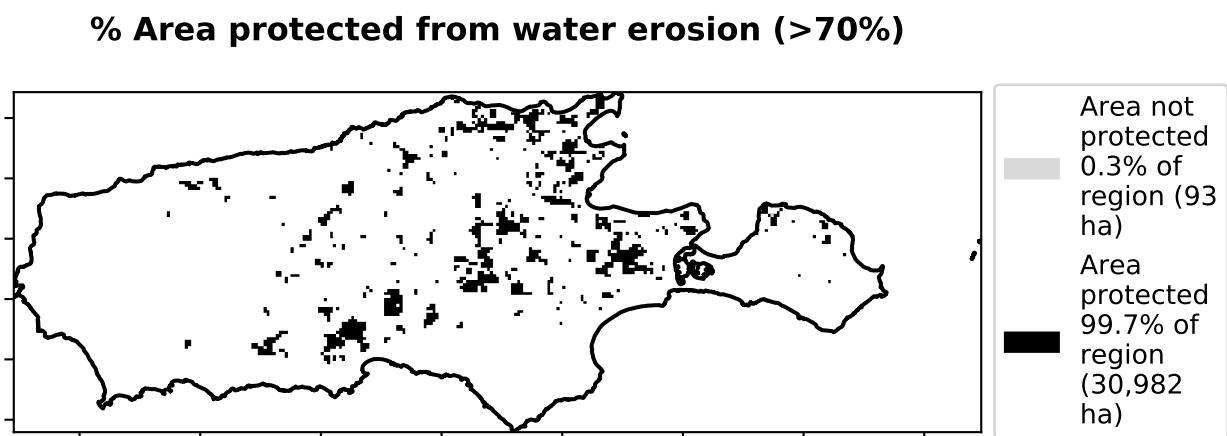 % Area protected from water erosion (>70%)
Area not
protected
0.3% of
region (93
ha)
Area
protected
99.7% of
region
(30,982
ha)